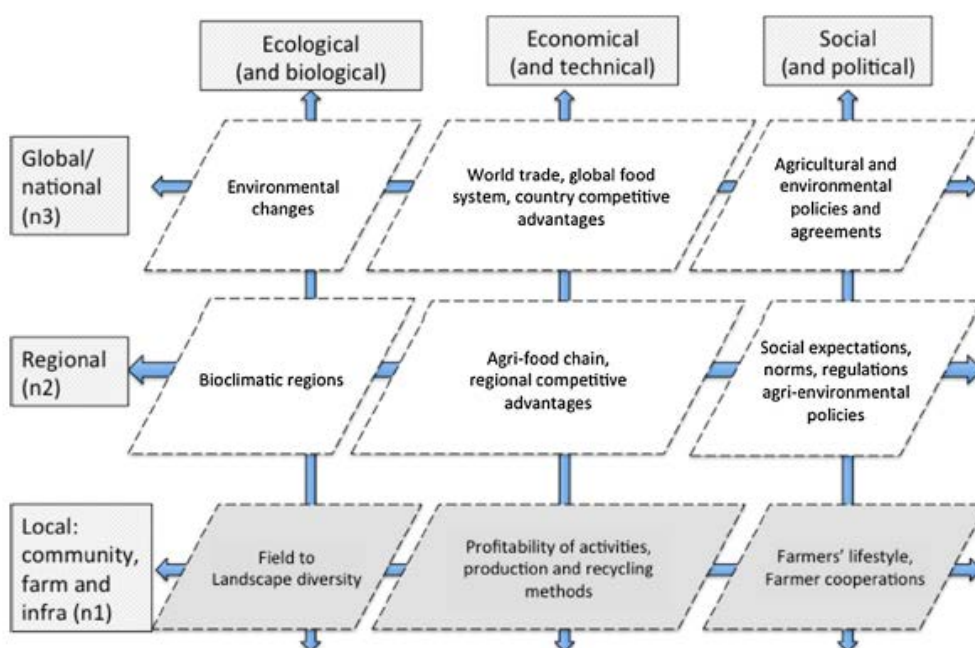 Ecological
(and biological)
Economical
(and technical)
Social
(and political)
Global/
national
(n3)
Environmental
changes
World trade, global food
system, country competitive
advantages
Agricultural and
environmental
policies and
agreements
Regional
(n2)
Bioclimatic regions
Agri-food chain,
regional competitive
advantages
Social expectations,
norms, regulations
agri-environmental
policies
Local:
community,
farm and
infra (n1)
Field to
Landscape diversity
Profitability of activities,
production and recycling
methods
Farmers' lifestyle,
Farmer cooperations